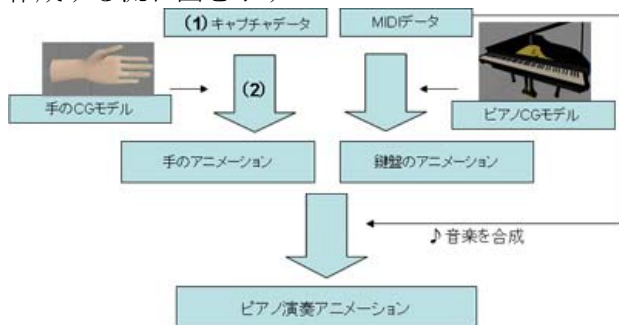 (1)キャプチャデータ
MIDIデータ
(2)
手のCGモデル
ピアノCGモデル
手のアニメーション
鍵盤のアニメーション
♪音楽を合成
ピアノ演奏アニメーション